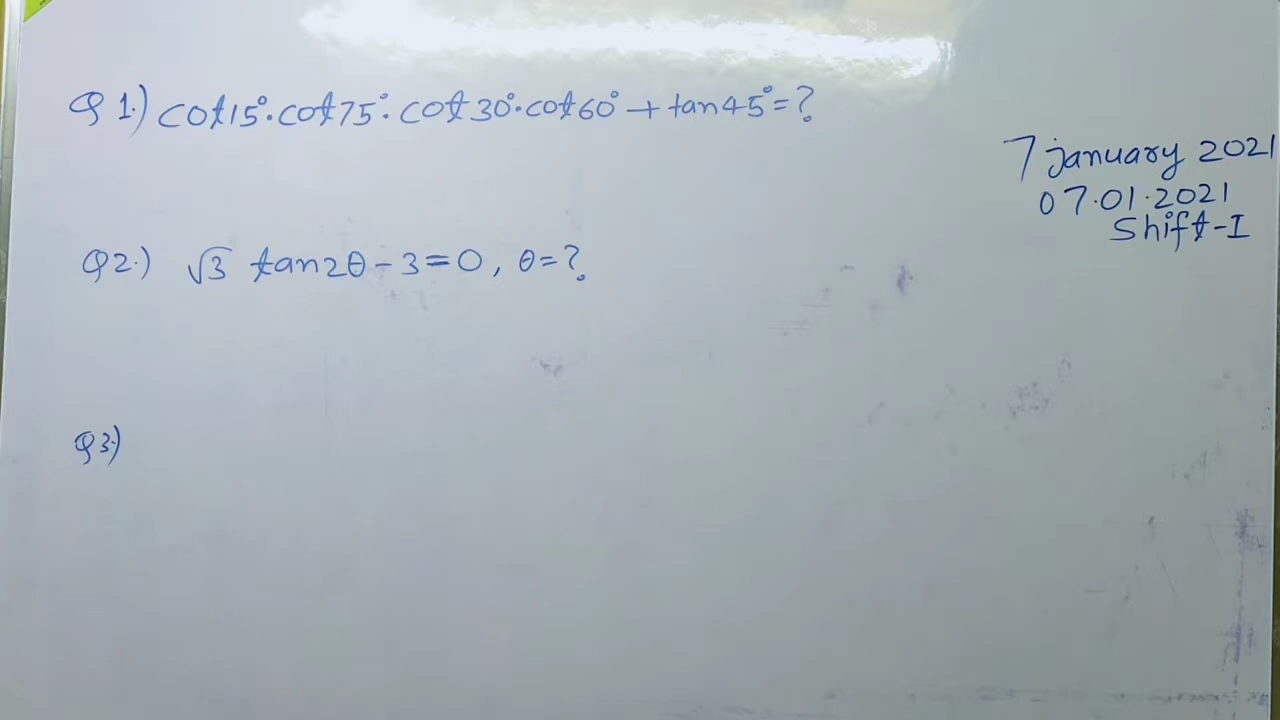 Q 1.) cot15°.cot75°.cot30°.cot60° + tan45°=?
7 january 2021
07.01.2021
Shift-I
Q2.) √3 tan2θ-3=0, θ=?
Q3.)